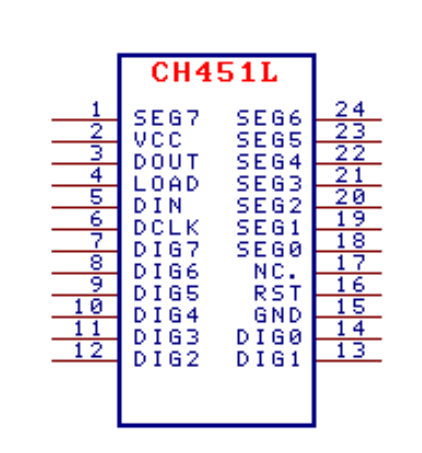 CH451L
1 SEG7 SEG6 24
2 VCC SEG5 23
3 DOUT SEG4 22
4 LOAD SEG3 21
5 DIN SEG2 20
6 DCLK SEG1 19
7 DIG7 SEG0 18
8 DIG6 NC. 17
9 DIG5 RST 16
10 DIG4 GND 15
11 DIG3 DIG0 14
12 DIG2 DIG1 13